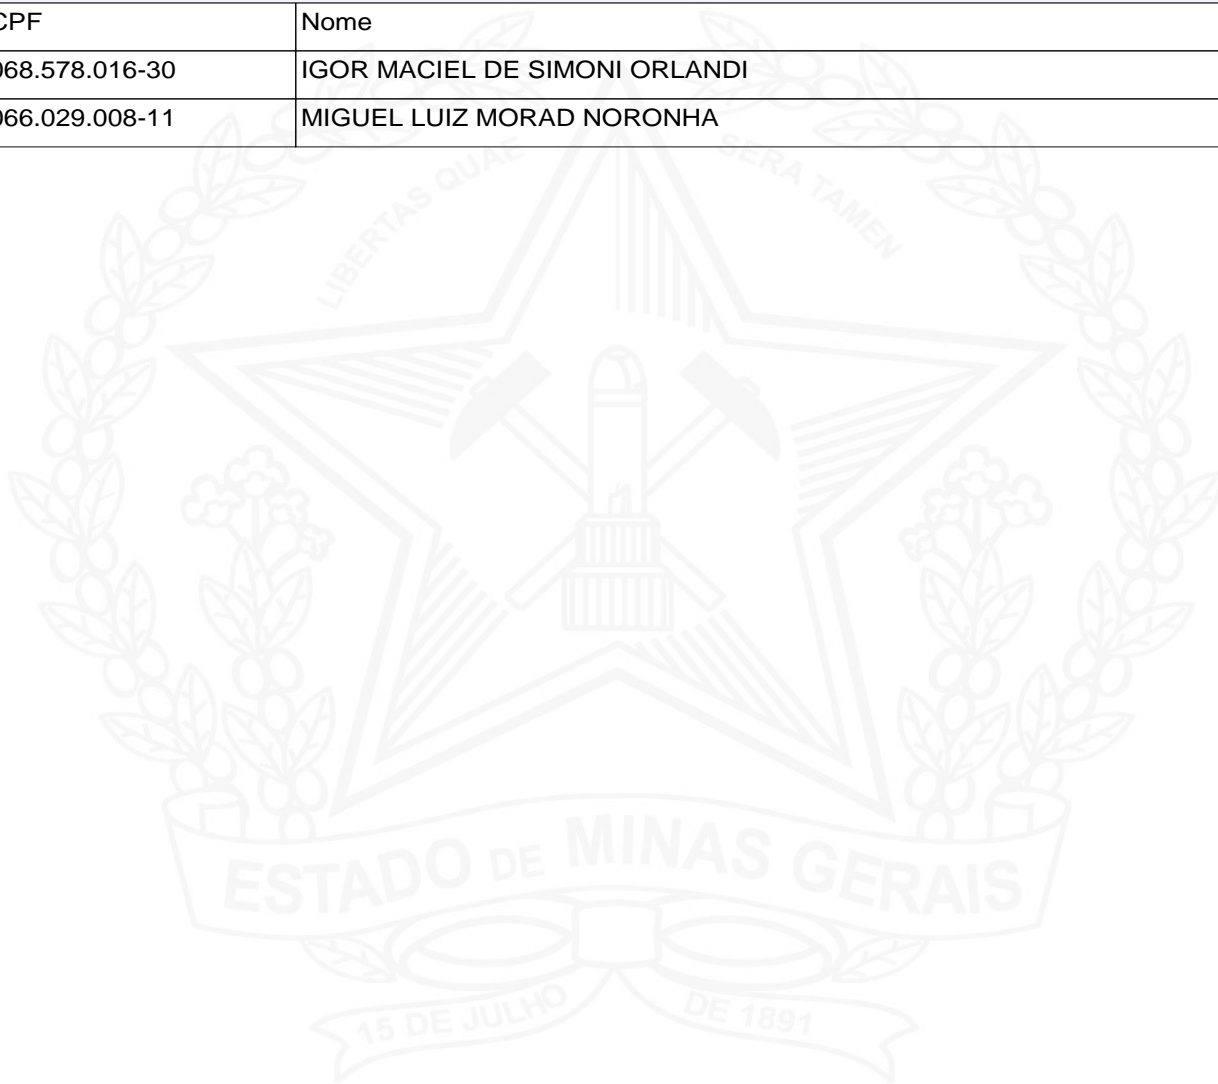 CPF Nome
068.578.016-30 IGOR MACIEL DE SIMONI ORLANDI
066.029.008-11 MIGUEL LUIZ MORAD NORONHA
LIBERTAS QUAE SERA TAMEN
ESTADO DE MINAS GERAIS
15 DE JULHO DE 1891